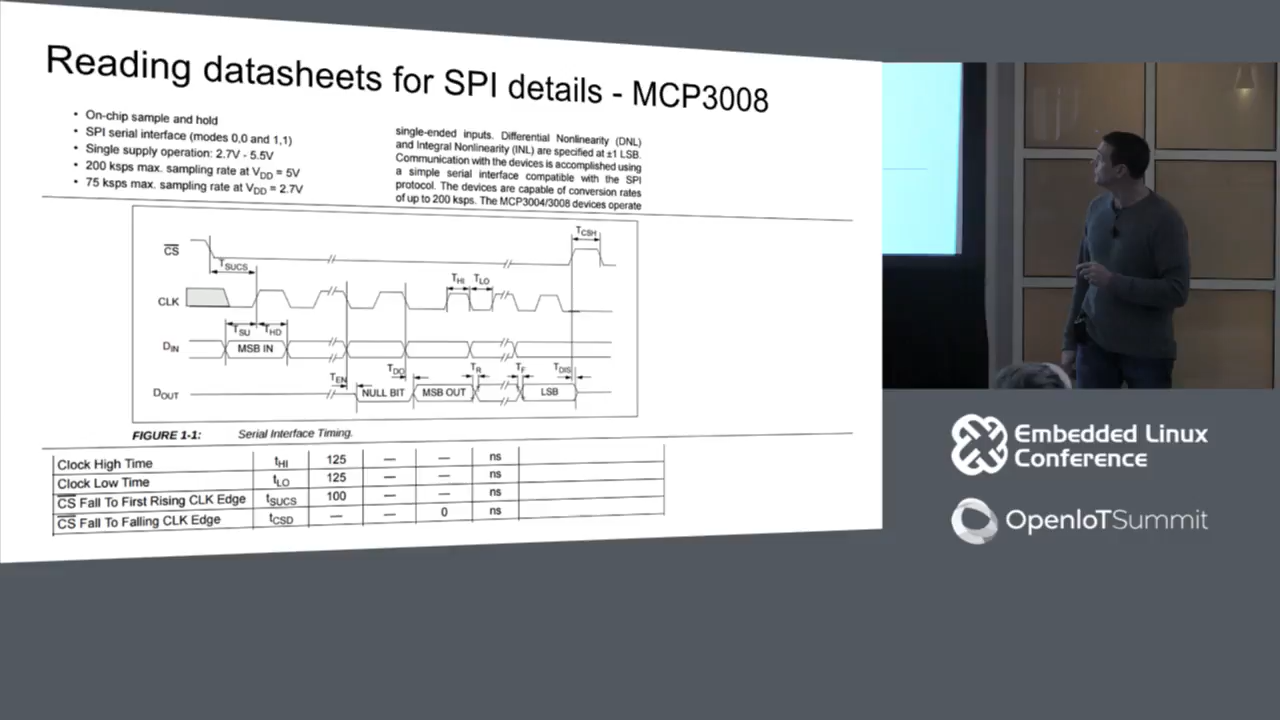 Reading datasheets for SPI details - MCP3008
• On-chip sample and hold
• SPI serial interface (modes 0,0 and 1,1)
• Single supply operation: 2.7V - 5.5V
• 200 ksps max. sampling rate at VDD = 5V
• 75 ksps max. sampling rate at VDD = 2.7V
single-ended inputs. Differential Nonlinearity (DNL)
and Integral Nonlinearity (INL) are specified at ±1 LSB.
Communication with the devices is accomplished using
a simple serial interface compatible with the SPI
protocol. The devices are capable of conversion rates
of up to 200 ksps. The MCP3004/3008 devices operate
TCSH
CS
TSUCS
THI TLO
CLK
TSU THD
DIN MSB IN
TEN TDO TR TF TDIS
DOUT NULL BIT MSB OUT LSB
FIGURE 1-1: Serial Interface Timing.
Clock High Time tHI 125 — — ns
Clock Low Time tLO 125 — — ns
CS Fall To First Rising CLK Edge tSUCS 100 — — ns
CS Fall To Falling CLK Edge tCSD — — 0 ns
Embedded Linux
Conference
OpenIoTSummit